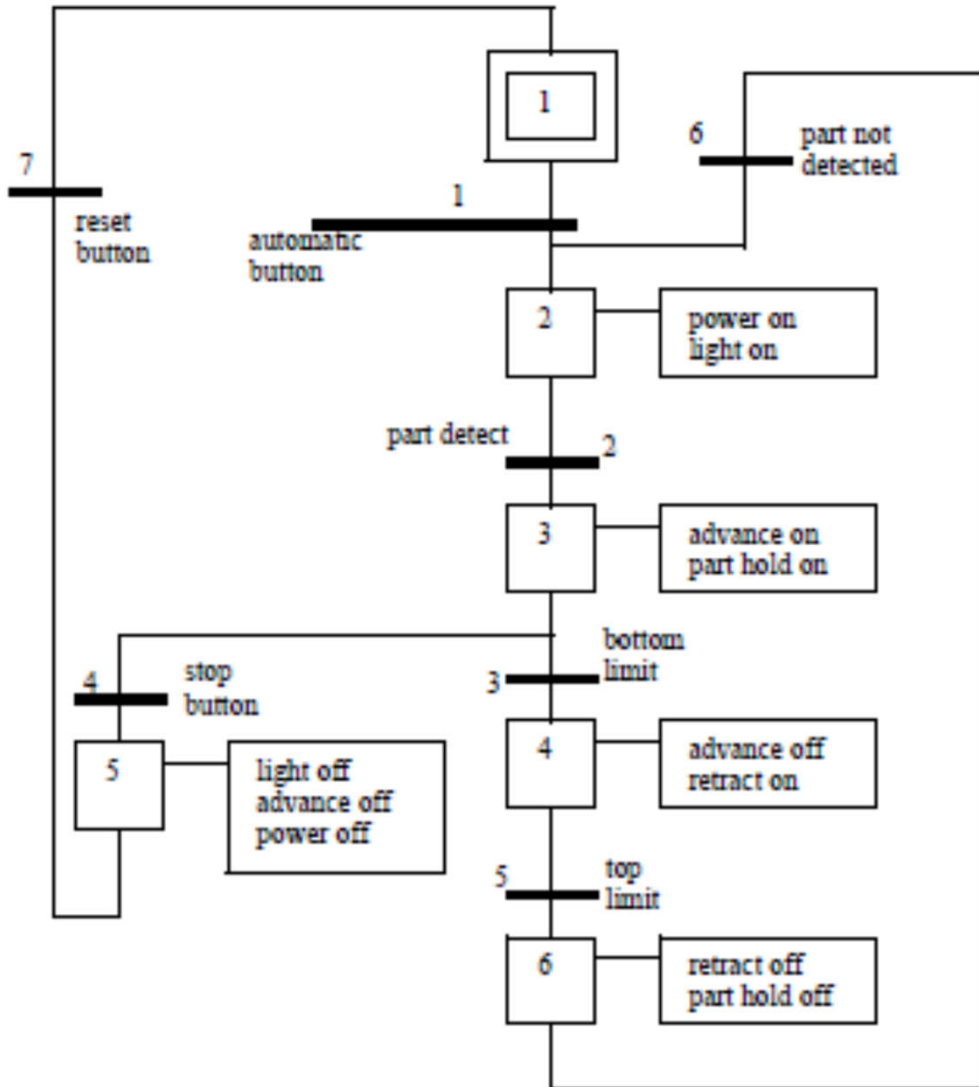 1
6
part not
detected
7
reset
button
1
automatic
button
2
power on
light on
part detect
2
3
advance on
part hold on
bottom
limit
3
4
stop
button
4
advance off
retract on
5
light off
advance off
power off
5
top
limit
6
retract off
part hold off